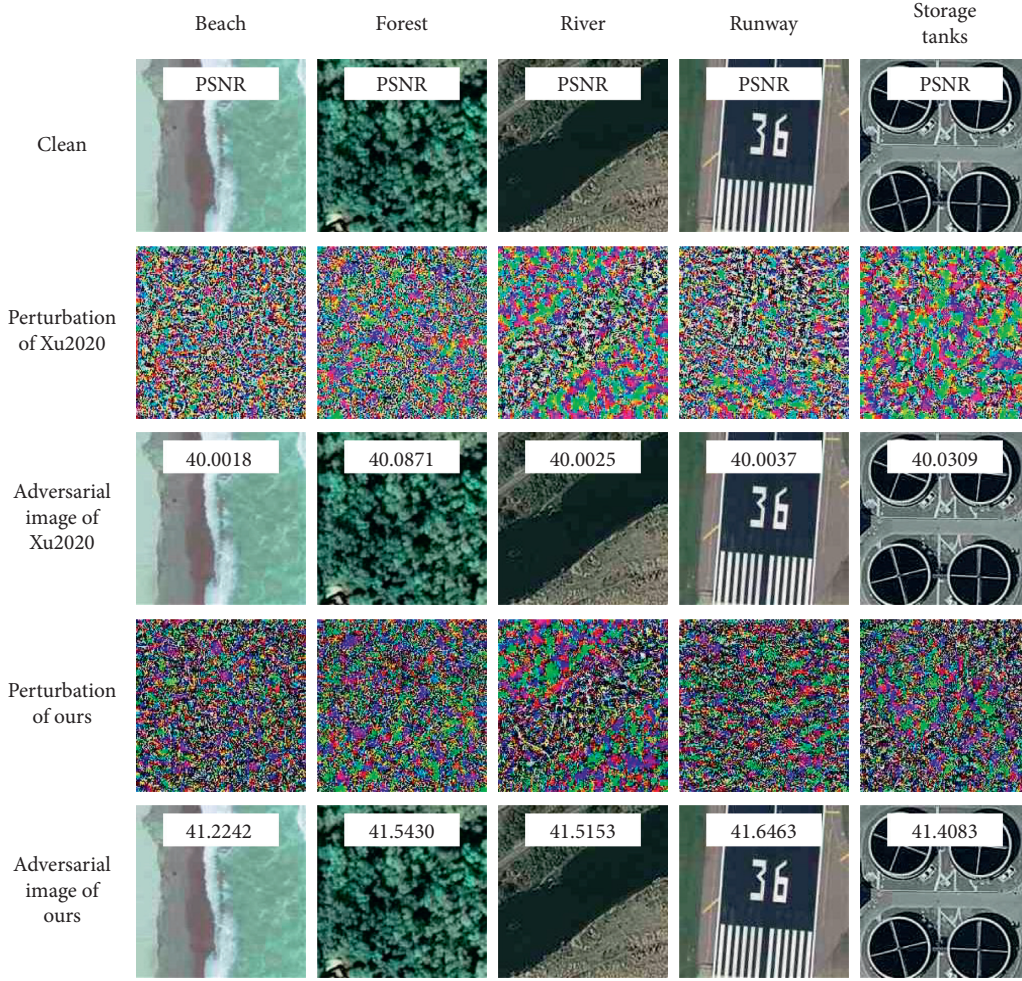 Beach
Forest
River
Runway
Storage
tanks
Clean
PSNR
PSNR
PSNR
PSNR
PSNR
36
Perturbation
of Xu2020
Adversarial
image of
Xu2020
40.0018
40.0871
40.0025
40.0037
40.0309
36
Perturbation
of ours
Adversarial
image of
ours
41.2242
41.5430
41.5153
41.6463
41.4083
36